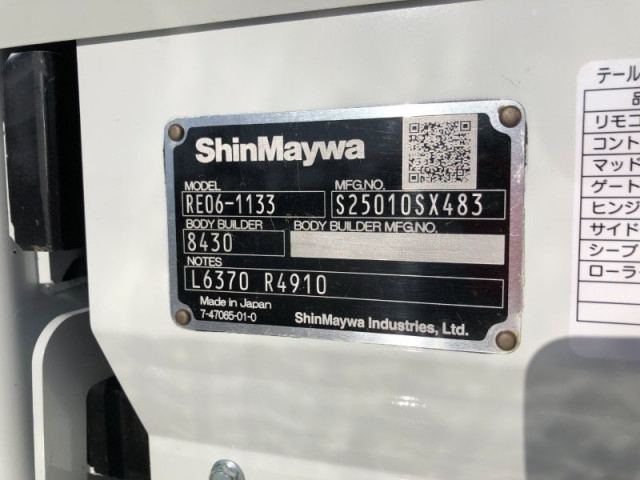 ShinMaywa
MODEL MFG.NO.
RE06-1133 S25010SX483
BODY BUILDER BODY BUILDER MFG.NO.
8430
NOTES
L6370 R4910
Made in Japan
7-47065-01-0 ShinMaywa Industries, Ltd.
テール
品
リモコ
コント
マッド
ゲート
ヒンジ
サイド
シープ
ローラ